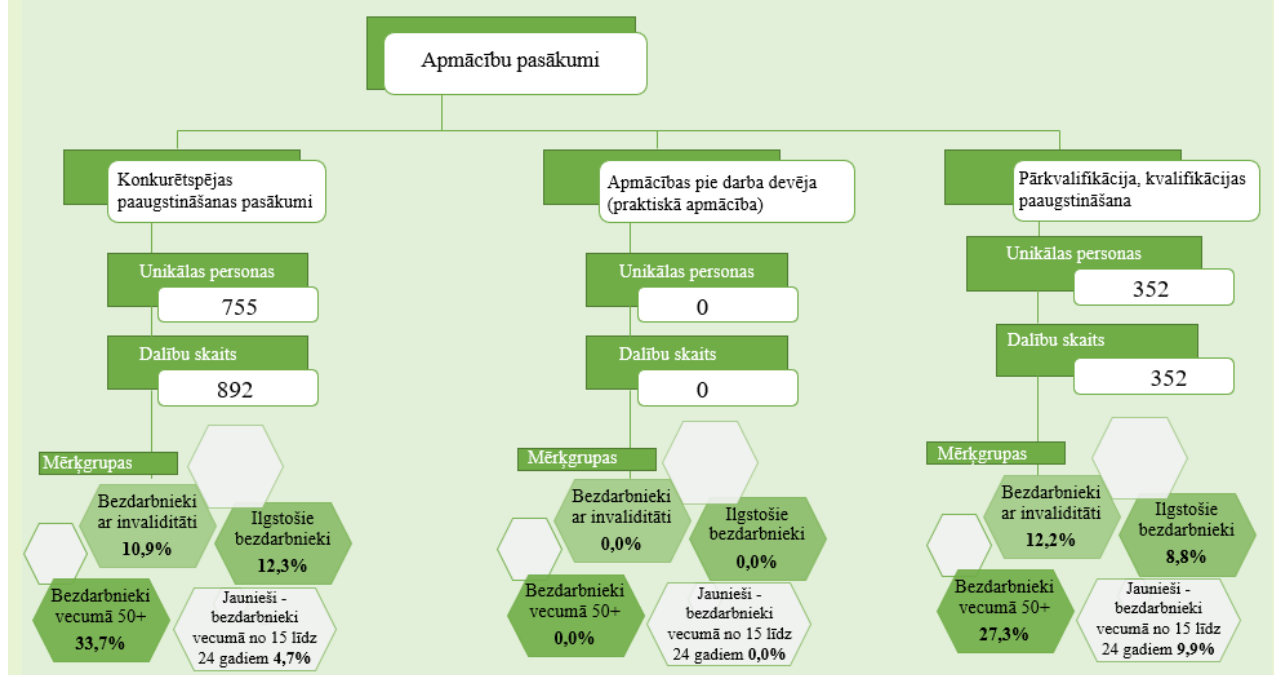 Apmācību pasākumi
Konkurētspējas
paaugstināšanas pasākumi
Unikālas personas
755
Dalību skaits
892
Mērķgrupas
Bezdarbnieki
ar invaliditāti
10,9%
Ilgstošie
bezdarbnieki
12,3%
Bezdarbnieki
vecumā 50+
33,7%
Jaunieši -
bezdarbnieki
vecumā no 15 līdz
24 gadiem 4,7%
Apmācības pie darba devēja
(praktiskā apmācība)
Unikālas personas
0
Dalību skaits
0
Mērķgrupas
Bezdarbnieki
ar invaliditāti
0,0%
Ilgstošie
bezdarbnieki
0,0%
Bezdarbnieki
vecumā 50+
0,0%
Jaunieši -
bezdarbnieki
vecumā no 15 līdz
24 gadiem 0,0%
Pārkvalifikācija, kvalifikācijas
paaugstināšana
Unikālas personas
352
Dalību skaits
352
Mērķgrupas
Bezdarbnieki
ar invaliditāti
12,2%
Ilgstošie
bezdarbnieki
8,8%
Bezdarbnieki
vecumā 50+
27,3%
Jaunieši -
bezdarbnieki
vecumā no 15 līdz
24 gadiem 9,9%